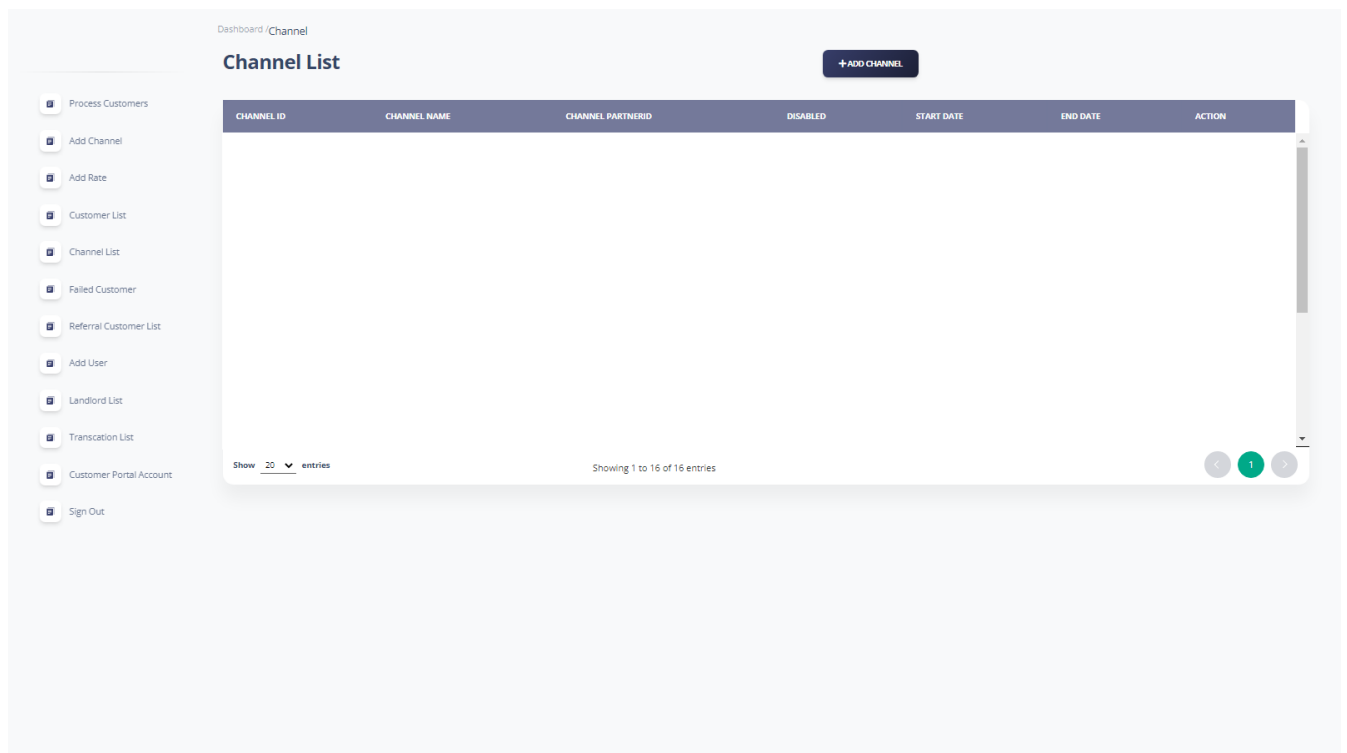 Dashboard /Channel
Channel List
+ADD CHANNEL
Process Customers
Add Channel
Add Rate
Customer List
Channel List
Failed Customer
Referral Customer List
Add User
Landlord List
Transcation List
Customer Portal Account
Sign Out
CHANNEL ID CHANNEL NAME CHANNEL PARTNERID DISABLED START DATE END DATE ACTION
Show 20 entries
Showing 1 to 16 of 16 entries
1